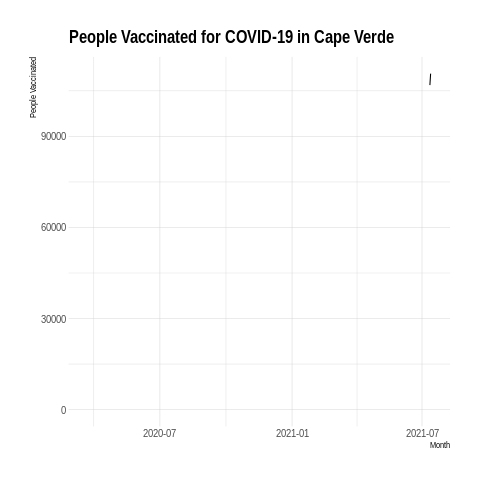 People Vaccinated for COVID-19 in Cape Verde
People Vaccinated
90000
60000
30000
0
2020-07 2021-01 2021-07
Month